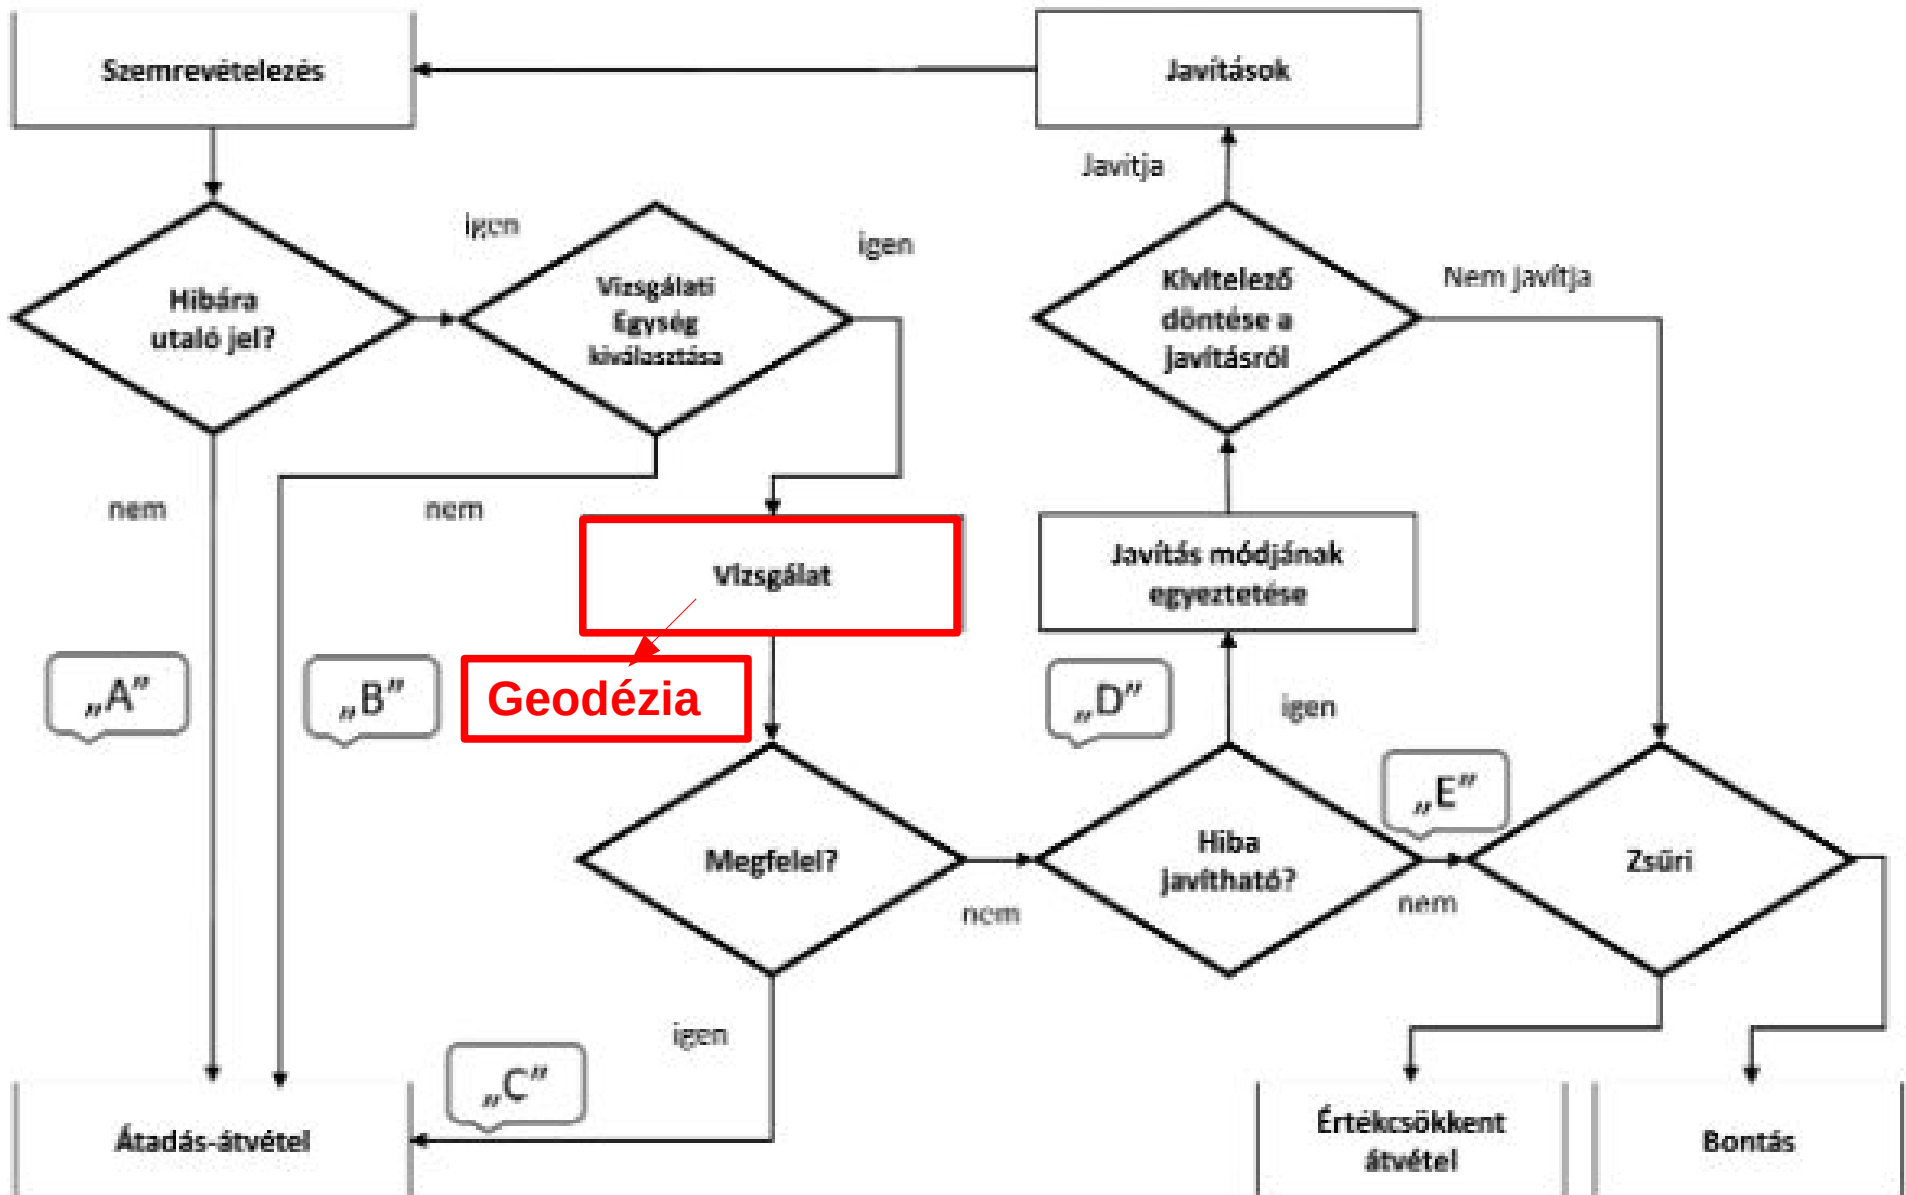 Szemrevételezés
Javítások
Javítja
igen
igen
Hibára
utaló jel?
Vizsgálati
Egység
kiválasztása
Kivitelező
döntése a
javításról
Nem javítja
nem
nem
Vizsgálat
Javítás módjának
egyeztetése
„A”
„B”
Geodézia
„D”
igen
„E”
Megfelel?
Hiba
javítható?
Zsűri
nem
nem
igen
„C”
Átadás-átvétel
Értékcsökkent
átvétel
Bontás